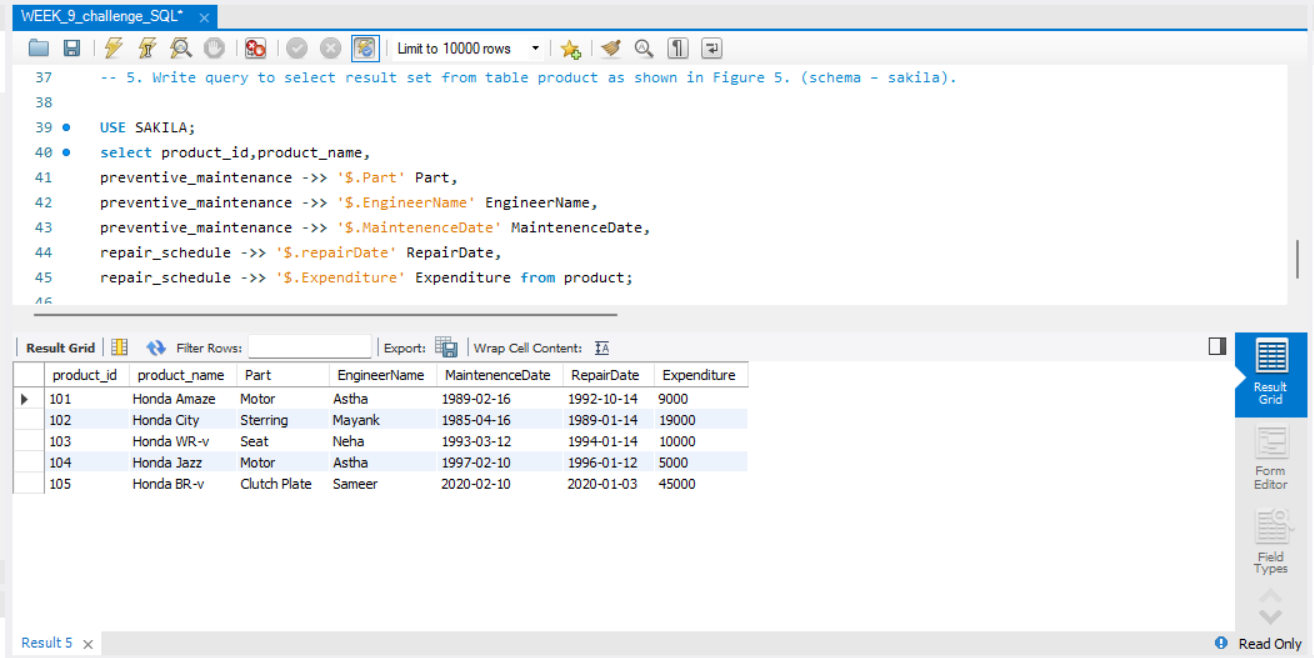 WEEK_9_challenge_SQL*
Limit to 10000 rows
37 -- 5. Write query to select result set from table product as shown in Figure 5. (schema – sakila).
38
39 USE SAKILA;
40 select product_id,product_name,
41 preventive_maintenance ->> '$.Part' Part,
42 preventive_maintenance ->> '$.EngineerName' EngineerName,
43 preventive_maintenance ->> '$.MaintenenceDate' MaintenenceDate,
44 repair_schedule ->> '$.repairDate' RepairDate,
45 repair_schedule ->> '$.Expenditure' Expenditure from product;
46
Result Grid Filter Rows: Export: Wrap Cell Content: IA
product_id product_name Part EngineerName MaintenenceDate RepairDate Expenditure
101 Honda Amaze Motor Astha 1989-02-16 1992-10-14 9000
102 Honda City Sterring Mayank 1985-04-16 1989-01-14 19000
103 Honda WR-v Seat Neha 1993-03-12 1994-01-14 10000
104 Honda Jazz Motor Astha 1997-02-10 1996-01-12 5000
105 Honda BR-v Clutch Plate Sameer 2020-02-10 2020-01-03 45000
Result
Grid
Form
Editor
Field
Types
Result 5
Read Only